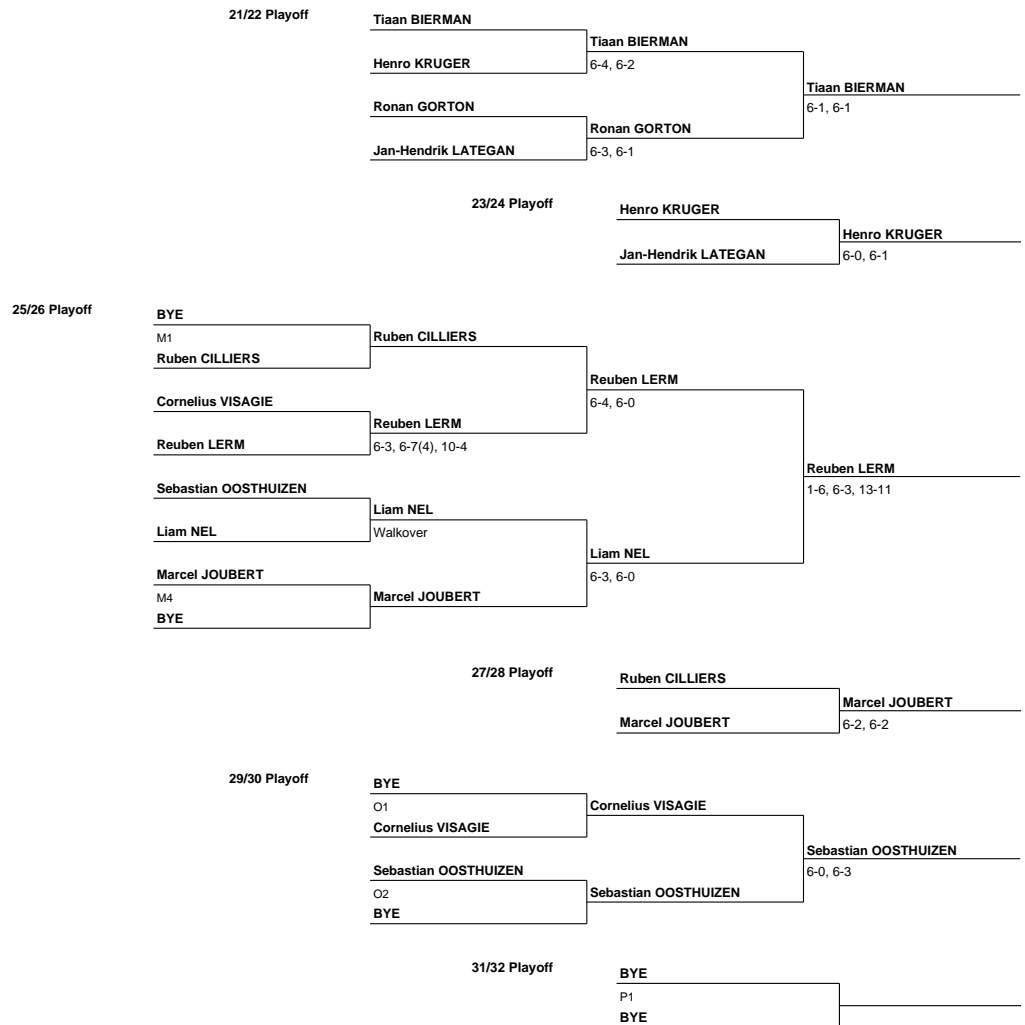 21/22 Playoff
Tiaan BIERMAN
Tiaan BIERMAN
Henro KRUGER
6-4, 6-2
Tiaan BIERMAN
Ronan GORTON
6-1, 6-1
Ronan GORTON
Jan-Hendrik LATEGAN
6-3, 6-1
23/24 Playoff
Henro KRUGER
Henro KRUGER
Jan-Hendrik LATEGAN
6-0, 6-1
25/26 Playoff
BYE
M1
Ruben CILLIERS
Ruben CILLIERS
Reuben LERM
Cornelius VISAGIE
6-4, 6-0
Reuben LERM
Reuben LERM
6-3, 6-7(4), 10-4
Reuben LERM
Sebastian OOSTHUIZEN
1-6, 6-3, 13-11
Liam NEL
Liam NEL
Walkover
Liam NEL
Marcel JOUBERT
6-3, 6-0
M4
Marcel JOUBERT
BYE
27/28 Playoff
Ruben CILLIERS
Marcel JOUBERT
Marcel JOUBERT
6-2, 6-2
29/30 Playoff
BYE
O1
Cornelius VISAGIE
Cornelius VISAGIE
Sebastian OOSTHUIZEN
Sebastian OOSTHUIZEN
6-0, 6-3
O2
Sebastian OOSTHUIZEN
BYE
31/32 Playoff
BYE
P1
BYE